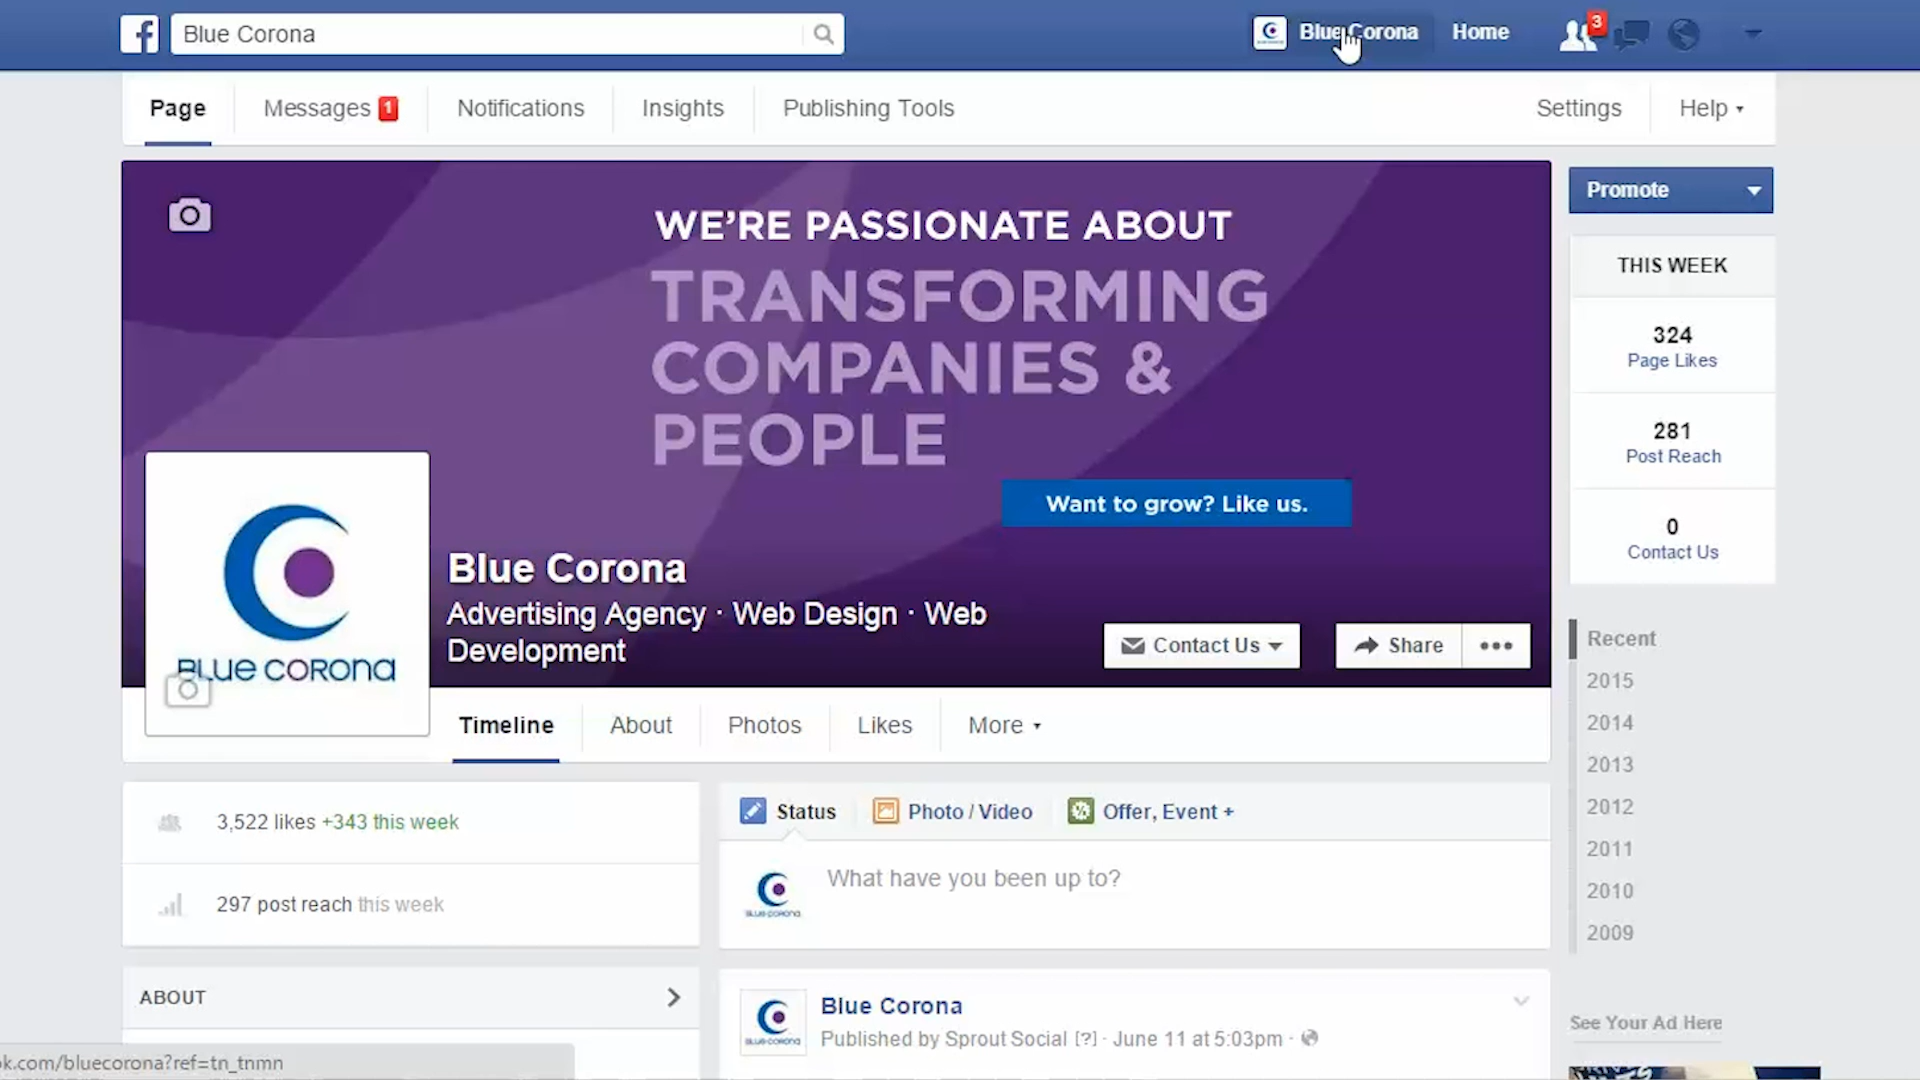 Blue Corona
Blue Corona Home 3
Page Messages 1 Notifications Insights Publishing Tools Settings Help
WE'RE PASSIONATE ABOUT
TRANSFORMING
COMPANIES &
PEOPLE
Want to grow? Like us.
BLUE CORONA
Blue Corona
Advertising Agency · Web Design · Web
Development
Contact Us
Share
Promote
THIS WEEK
324
Page Likes
281
Post Reach
0
Contact Us
Recent
2015
2014
2013
2012
2011
2010
2009
See Your Ad Here
Timeline About Photos Likes More
3,522 likes +343 this week
297 post reach this week
ABOUT
Status Photo / Video Offer, Event +
BLUE CORONA
What have you been up to?
BLUE CORONA
Blue Corona
Published by Sprout Social [?] · June 11 at 5:03pm ·
ok.com/bluecorona?ref=tn_tnmn